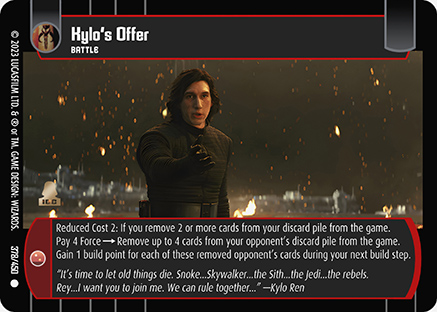 Kylo's Offer
BATTLE
© 2023 LUCASFILM LTD. & ® or TM. GAME DESIGN: WIZARDS.
378/450
Reduced Cost 2: If you remove 2 or more cards from your discard pile from the game.
Pay 4 Force → Remove up to 4 cards from your opponent's discard pile from the game.
Gain 1 build point for each of these removed opponent's cards during your next build step.
"It's time to let old things die. Snoke...Skywalker...the Sith...the Jedi...the rebels.
Rey...I want you to join me. We can rule together..." —Kylo Ren